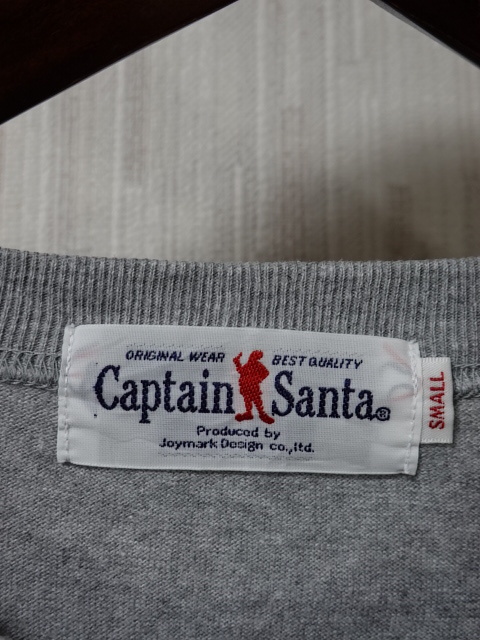 ORIGINAL WEAR BEST QUALITY
Captain Santa®
Produced by
Joymark Design co.,ltd.
SMALL